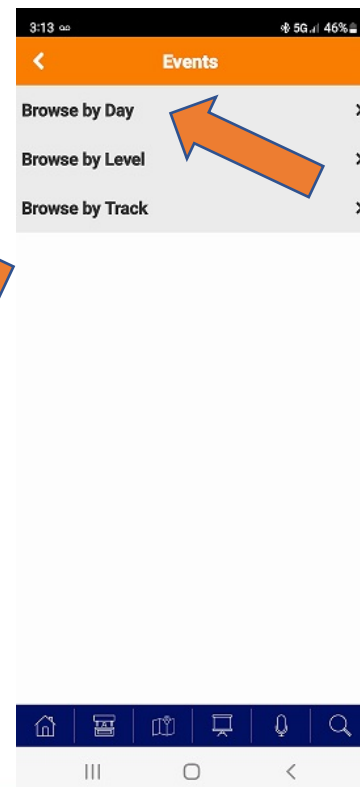 3:13 5G 46%
Events
Browse by Day
Browse by Level
Browse by Track